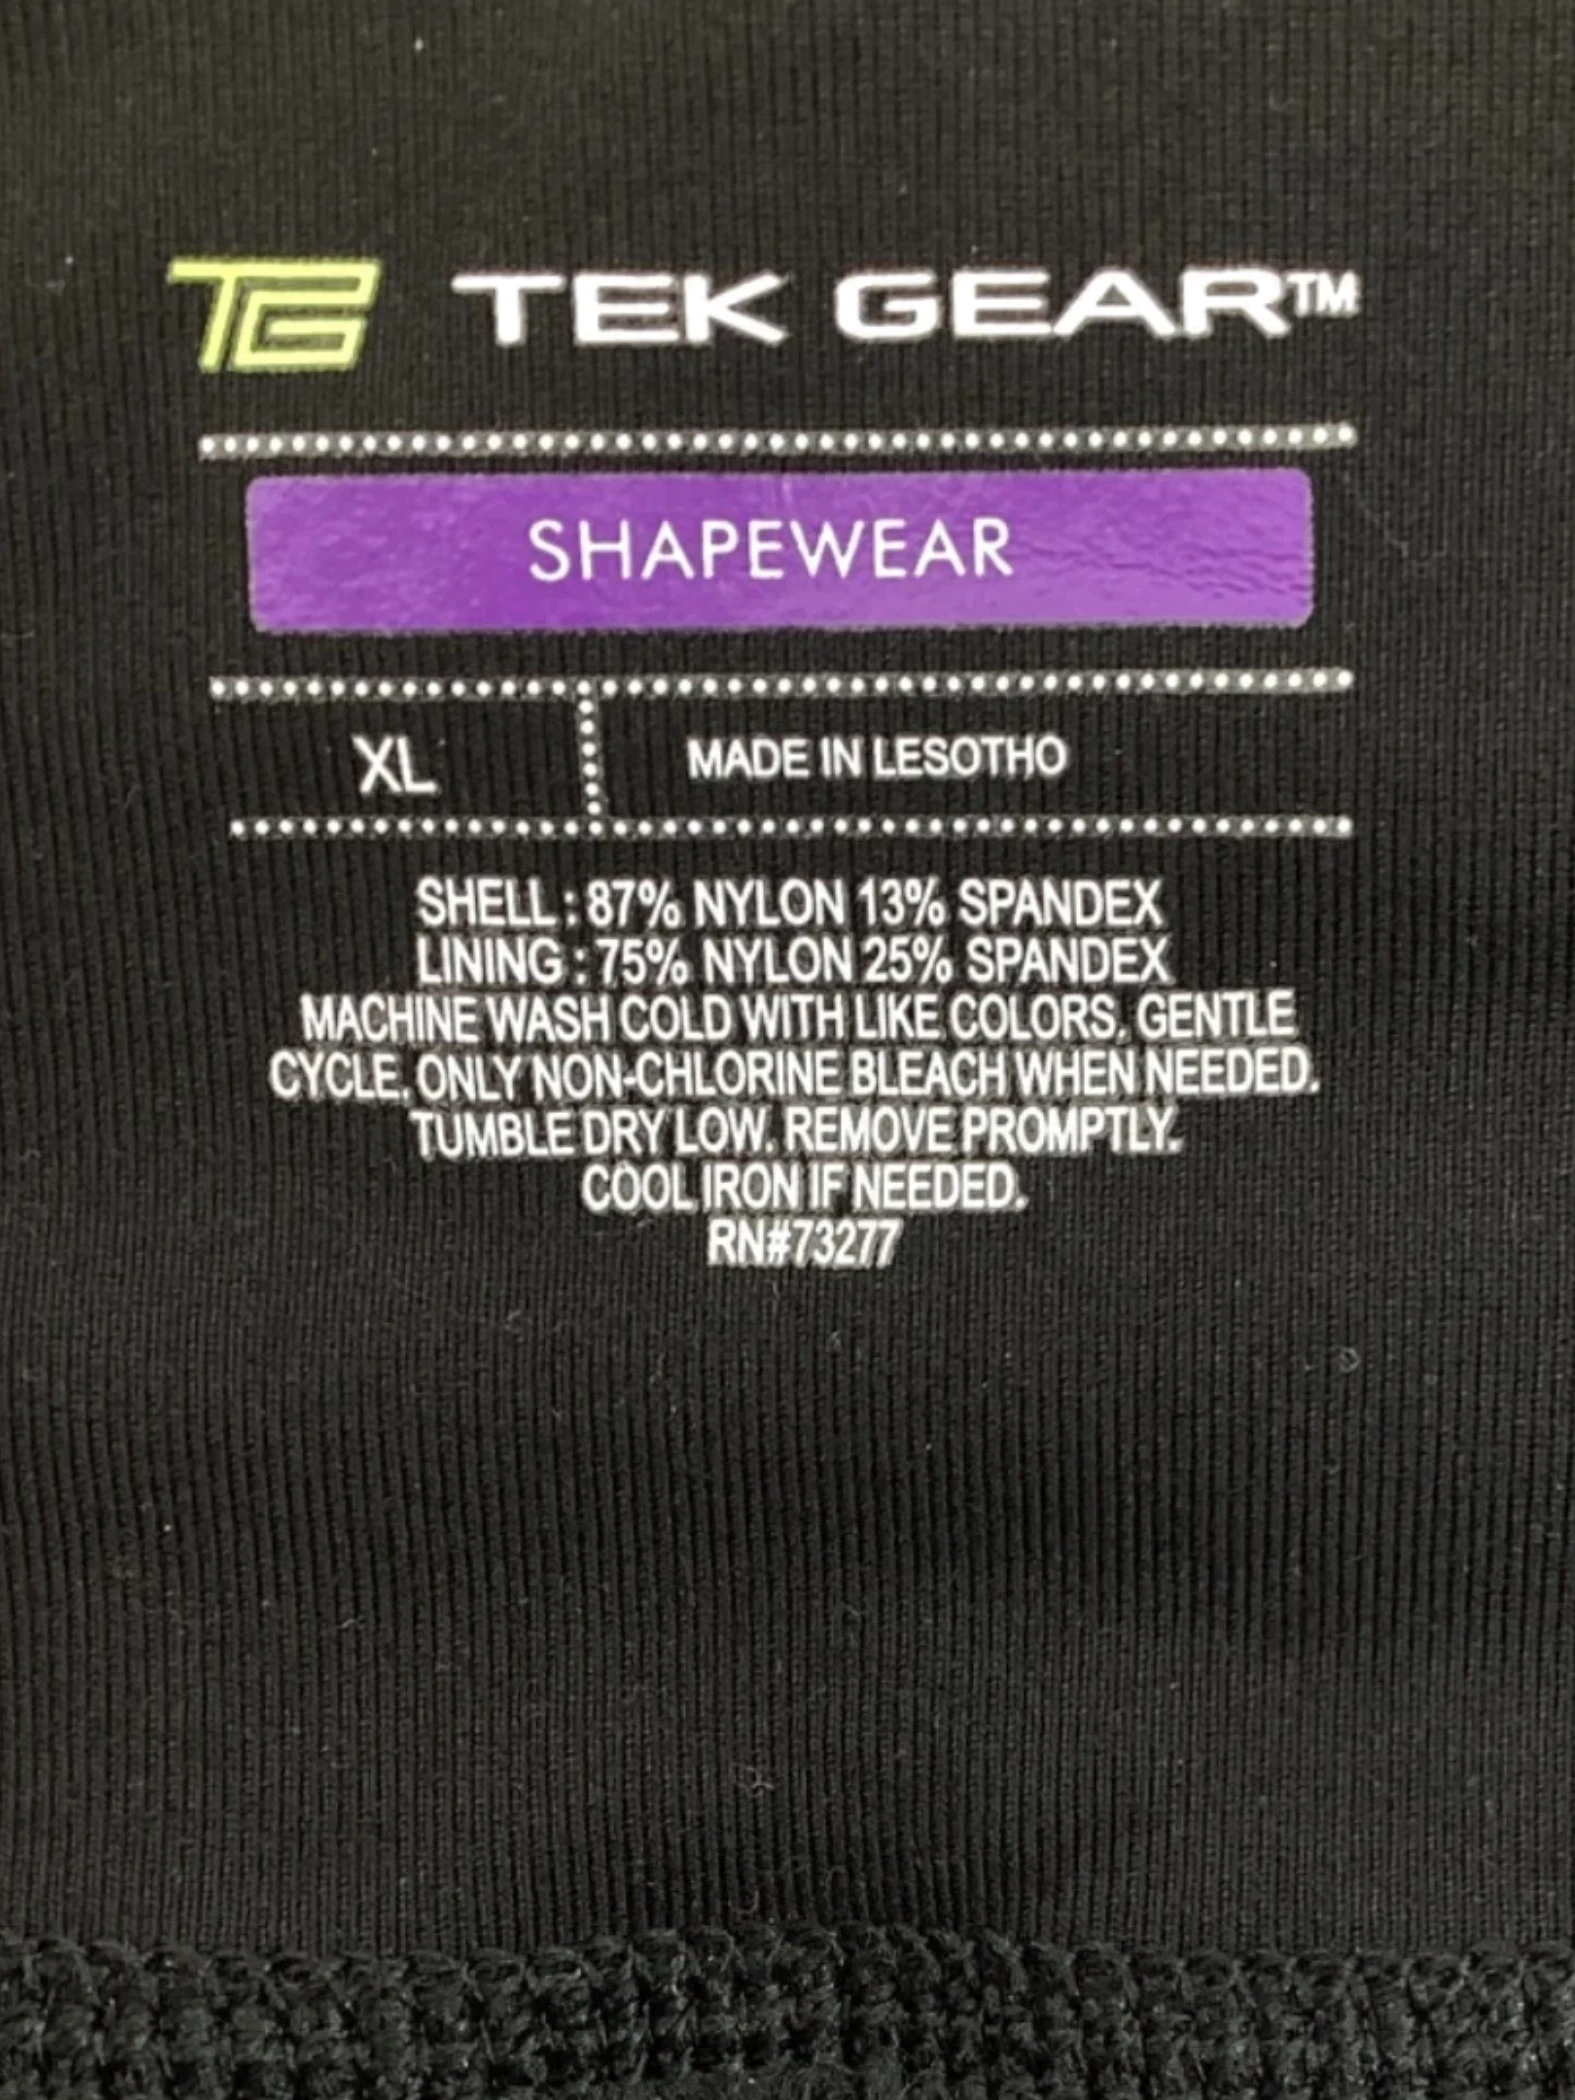 TG TEK GEAR™
SHAPEWEAR
XL MADE IN LESOTHO
SHELL : 87% NYLON 13% SPANDEX
LINING : 75% NYLON 25% SPANDEX
MACHINE WASH COLD WITH LIKE COLORS. GENTLE
CYCLE. ONLY NON-CHLORINE BLEACH WHEN NEEDED.
TUMBLE DRY LOW. REMOVE PROMPTLY.
COOL IRON IF NEEDED.
RN#73277